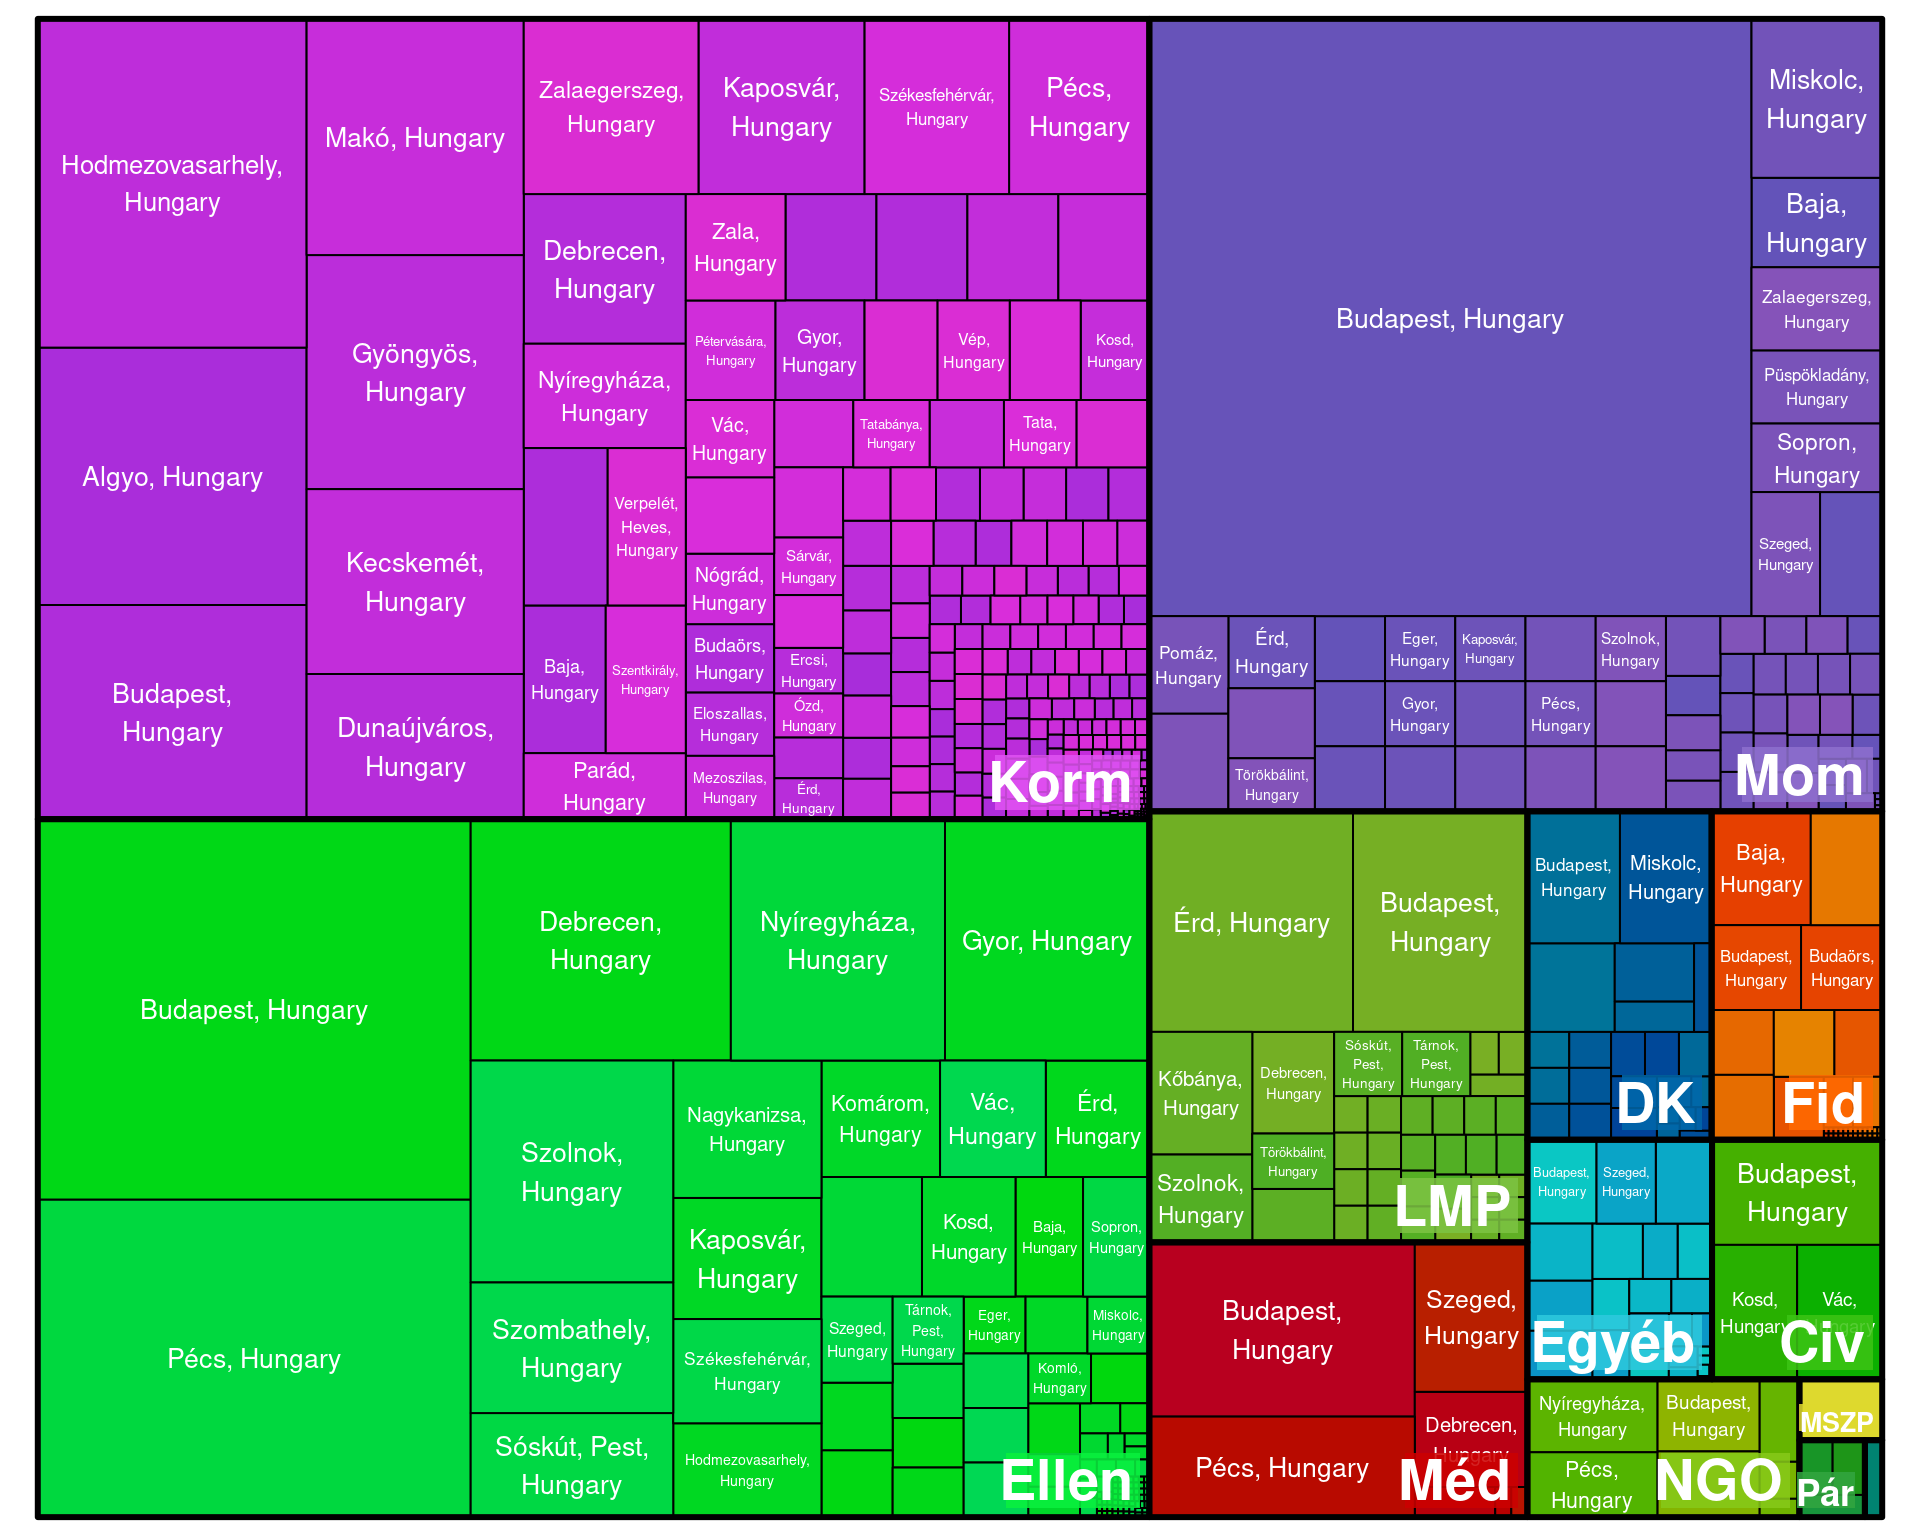 Hodmezovasarhely,
Hungary
Algyo, Hungary
Budapest,
Hungary
Makó, Hungary
Gyöngyös,
Hungary
Kecskemét,
Hungary
Dunaújváros,
Hungary
Zalaegerszeg,
Hungary
Kaposvár,
Hungary
Székesfehérvár,
Hungary
Pécs,
Hungary
Debrecen,
Hungary
Nyíregyháza,
Hungary
Verpelét,
Heves,
Hungary
Baja,
Hungary
Szentkirály,
Hungary
Parád,
Hungary
Zala,
Hungary
Pétervására,
Hungary
Gyor,
Hungary
Vép,
Hungary
Kosd,
Hungary
Vác,
Hungary
Tatabánya,
Hungary
Tata,
Hungary
Nógrád,
Hungary
Sárvár,
Hungary
Budaörs,
Hungary
Ercsi,
Hungary
Eloszallas,
Hungary
Ózd,
Hungary
Mezoszilas,
Hungary
Érd,
Hungary
Korm
Budapest, Hungary
Miskolc,
Hungary
Baja,
Hungary
Zalaegerszeg,
Hungary
Püspökladány,
Hungary
Sopron,
Hungary
Szeged,
Hungary
Pomáz,
Hungary
Érd,
Hungary
Törökbálint,
Hungary
Eger,
Hungary
Kaposvár,
Hungary
Szolnok,
Hungary
Gyor,
Hungary
Pécs,
Hungary
Mom
Budapest, Hungary
Pécs, Hungary
Debrecen,
Hungary
Nyíregyháza,
Hungary
Gyor, Hungary
Szolnok,
Hungary
Szombathely,
Hungary
Sóskút, Pest,
Hungary
Nagykanizsa,
Hungary
Kaposvár,
Hungary
Székesfehérvár,
Hungary
Hodmezovasarhely,
Hungary
Komárom,
Hungary
Vác,
Hungary
Érd,
Hungary
Kosd,
Hungary
Baja,
Hungary
Sopron,
Hungary
Szeged,
Hungary
Tárnok,
Pest,
Hungary
Eger,
Hungary
Miskolc,
Hungary
Komló,
Hungary
Ellen
Érd, Hungary
Budapest,
Hungary
Kőbánya,
Hungary
Debrecen,
Hungary
Sóskút,
Pest,
Hungary
Tárnok,
Pest,
Hungary
Szolnok,
Hungary
Törökbálint,
Hungary
LMP
Budapest,
Hungary
Szeged,
Hungary
Pécs, Hungary
Debrecen,
Hungary
Méd
Budapest,
Hungary
Miskolc,
Hungary
DK
Baja,
Hungary
Budapest,
Hungary
Budaörs,
Hungary
Fid
Budapest,
Hungary
Szeged,
Hungary
Egyéb
Budapest,
Hungary
Kosd,
Hungary
Vác,
Hungary
Civ
Nyíregyháza,
Hungary
Budapest,
Hungary
Pécs,
Hungary
NGO
MSZP
Pár